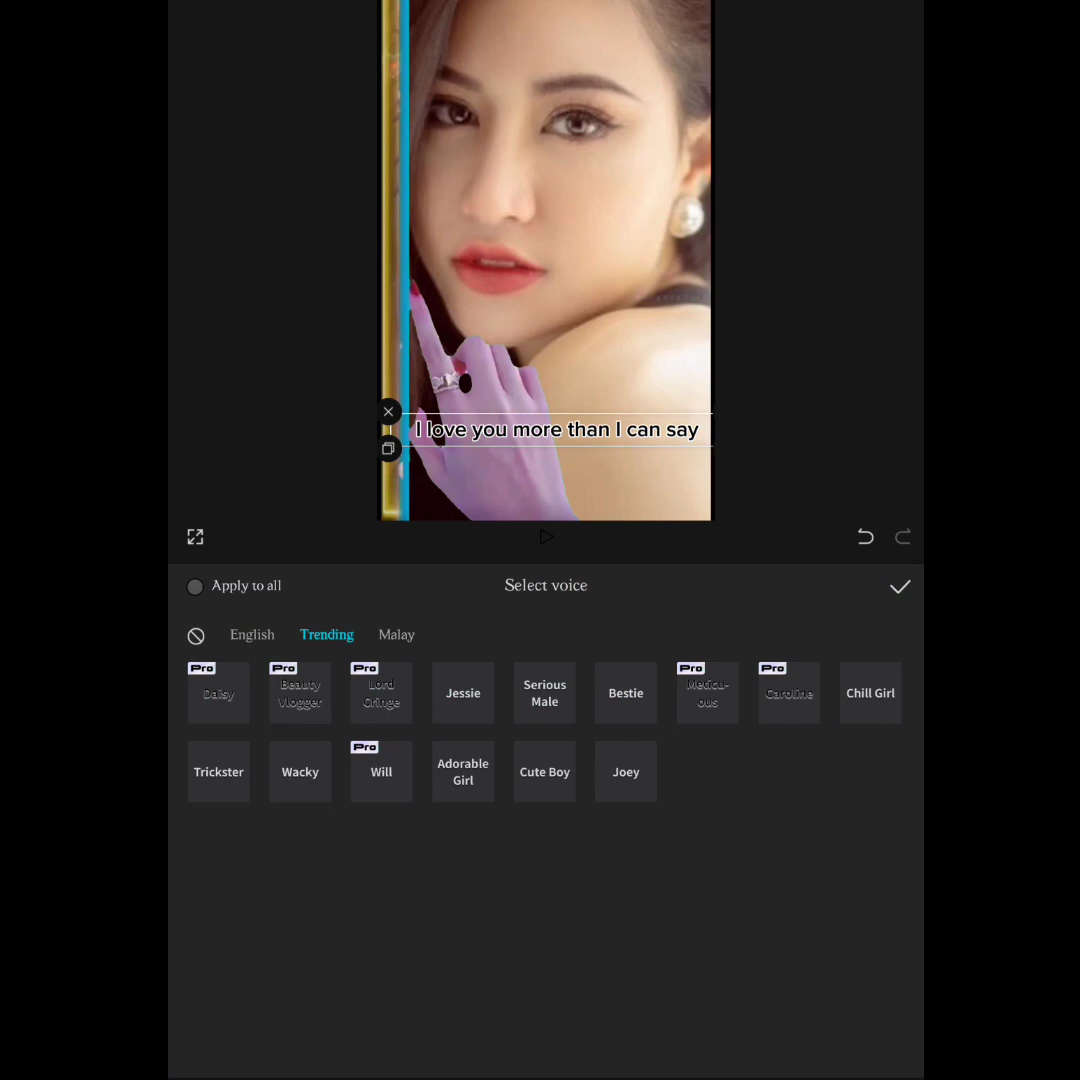 I love you more than I can say
Apply to all
Select voice
English
Trending
Malay
Pro
Pro
Pro
Pro
Pro
Daisy
Beauty
Vlogger
Lord
Cringe
Jessie
Serious
Male
Bestie
Meticu-
ous
Caroline
Chill Girl
Pro
Trickster
Wacky
Will
Adorable
Girl
Cute Boy
Joey